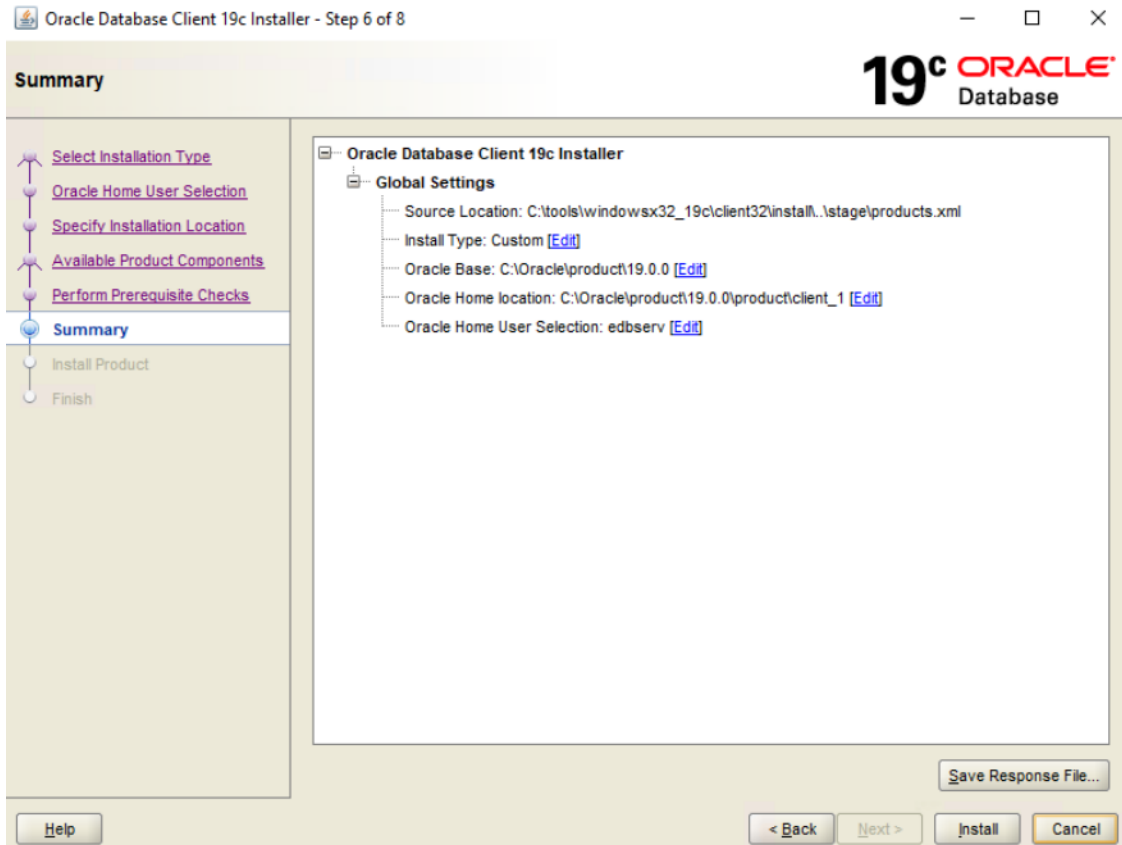 Oracle Database Client 19c Installer - Step 6 of 8
Summary
19c ORACLE Database
Select Installation Type
Oracle Home User Selection
Specify Installation Location
Available Product Components
Perform Prerequisite Checks
Summary
Install Product
Finish
Oracle Database Client 19c Installer
Global Settings
Source Location: C:\tools\windowsx32_19c\client32\install\..\stage\products.xml
Install Type: Custom [Edit]
Oracle Base: C:\Oracle\product\19.0.0 [Edit]
Oracle Home location: C:\Oracle\product\19.0.0\product\client_1 [Edit]
Oracle Home User Selection: edbserv [Edit]
Save Response File...
Help
< Back
Next >
Install
Cancel